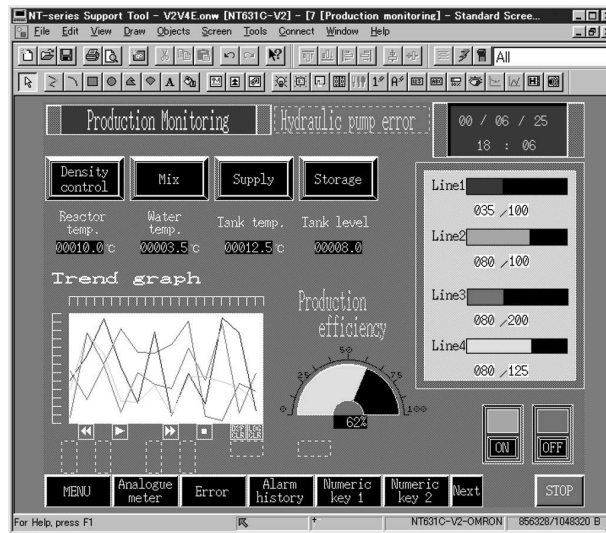 NT-series Support Tool - V2V4E.onw [NT631C-V2] - [7 [Production monitoring] - Standard Scree...
File Edit View Draw Objects Screen Tools Connect Window Help
All
Production Monitoring
Hydraulic pump error
00 / 06 / 25
18 : 06
Density
control
Mix
Supply
Storage
Reactor
temp.
Water
temp.
Tank temp.
Tank level
00010.0 °C
00003.5 °C
00012.5 °C
00008.0
Line1
035 /100
Line2
080 /100
Line3
080 /200
Line4
080 /125
Trend graph
Production
efficiency
0
25
50
75
100
62%
DSP
CLR
LOG
CLR
ON
OFF
MENU
Analogue
meter
Error
Alarm
history
Numeric
key 1
Numeric
key 2
Next
STOP
For Help, press F1
NT631C-V2-OMRON
856328/1048320 B